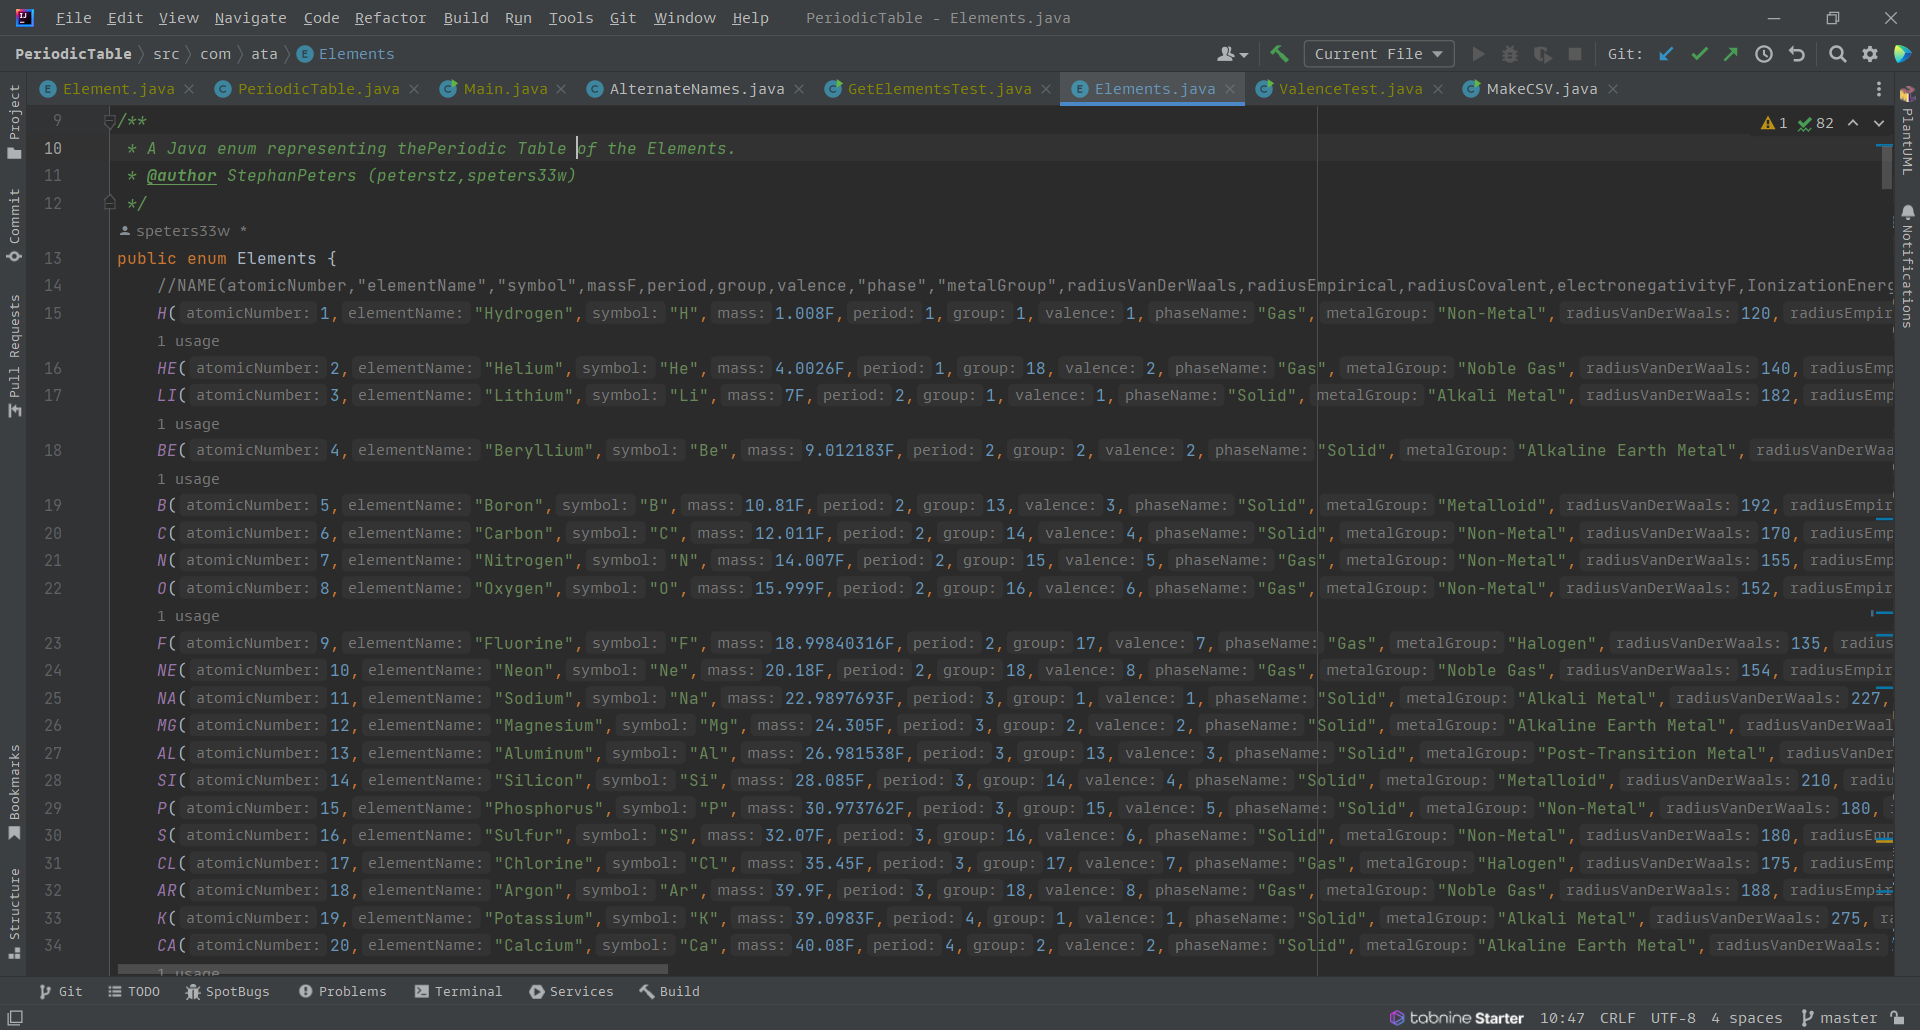 File Edit View Navigate Code Refactor Build Run Tools Git Window Help PeriodicTable - Elements.java
PeriodicTable src com ata Elements Current File Git:
Element.java PeriodicTable.java Main.java AlternateNames.java GetElementsTest.java Elements.java ValenceTest.java MakeCSV.java
Project
Commit
Pull Requests
Bookmarks
Structure
9 /**
1 82
10 * A Java enum representing thePeriodic Table of the Elements.
11 * @author StephanPeters (peterstz,speters33w)
12 */
speters33w *
13 public enum Elements {
14 //NAME(atomicNumber,"elementName","symbol",massF,period,group,valence,"phase","metalGroup",radiusVanDerWaals,radiusEmpirical,radiusCovalent,electronegativityF,IonizationEnerg
15 H( atomicNumber: 1, elementName: "Hydrogen", symbol: "H", mass: 1.008F, period: 1, group: 1, valence: 1, phaseName: "Gas", metalGroup: "Non-Metal", radiusVanDerWaals: 120, radiusEmpir
1 usage
16 HE( atomicNumber: 2, elementName: "Helium", symbol: "He", mass: 4.0026F, period: 1, group: 18, valence: 2, phaseName: "Gas", metalGroup: "Noble Gas", radiusVanDerWaals: 140, radiusEmp
17 LI( atomicNumber: 3, elementName: "Lithium", symbol: "Li", mass: 7F, period: 2, group: 1, valence: 1, phaseName: "Solid", metalGroup: "Alkali Metal", radiusVanDerWaals: 182, radiusEmp
1 usage
18 BE( atomicNumber: 4, elementName: "Beryllium", symbol: "Be", mass: 9.012183F, period: 2, group: 2, valence: 2, phaseName: "Solid", metalGroup: "Alkaline Earth Metal", radiusVanDerWaa
1 usage
19 B( atomicNumber: 5, elementName: "Boron", symbol: "B", mass: 10.81F, period: 2, group: 13, valence: 3, phaseName: "Solid", metalGroup: "Metalloid", radiusVanDerWaals: 192, radiusEmpir
20 C( atomicNumber: 6, elementName: "Carbon", symbol: "C", mass: 12.011F, period: 2, group: 14, valence: 4, phaseName: "Solid", metalGroup: "Non-Metal", radiusVanDerWaals: 170, radiusEmp
21 N( atomicNumber: 7, elementName: "Nitrogen", symbol: "N", mass: 14.007F, period: 2, group: 15, valence: 5, phaseName: "Gas", metalGroup: "Non-Metal", radiusVanDerWaals: 155, radiusEmp
22 O( atomicNumber: 8, elementName: "Oxygen", symbol: "O", mass: 15.999F, period: 2, group: 16, valence: 6, phaseName: "Gas", metalGroup: "Non-Metal", radiusVanDerWaals: 152, radiusEmpir
1 usage
23 F( atomicNumber: 9, elementName: "Fluorine", symbol: "F", mass: 18.99840316F, period: 2, group: 17, valence: 7, phaseName: "Gas", metalGroup: "Halogen", radiusVanDerWaals: 135, radius
24 NE( atomicNumber: 10, elementName: "Neon", symbol: "Ne", mass: 20.18F, period: 2, group: 18, valence: 8, phaseName: "Gas", metalGroup: "Noble Gas", radiusVanDerWaals: 154, radiusEmpir
25 NA( atomicNumber: 11, elementName: "Sodium", symbol: "Na", mass: 22.9897693F, period: 3, group: 1, valence: 1, phaseName: "Solid", metalGroup: "Alkali Metal", radiusVanDerWaals: 227,
26 MG( atomicNumber: 12, elementName: "Magnesium", symbol: "Mg", mass: 24.305F, period: 3, group: 2, valence: 2, phaseName: "Solid", metalGroup: "Alkaline Earth Metal", radiusVanDerWaal
27 AL( atomicNumber: 13, elementName: "Aluminum", symbol: "Al", mass: 26.981538F, period: 3, group: 13, valence: 3, phaseName: "Solid", metalGroup: "Post-Transition Metal", radiusVanDer
28 SI( atomicNumber: 14, elementName: "Silicon", symbol: "Si", mass: 28.085F, period: 3, group: 14, valence: 4, phaseName: "Solid", metalGroup: "Metalloid", radiusVanDerWaals: 210, radiu
29 P( atomicNumber: 15, elementName: "Phosphorus", symbol: "P", mass: 30.973762F, period: 3, group: 15, valence: 5, phaseName: "Solid", metalGroup: "Non-Metal", radiusVanDerWaals: 180,
30 S( atomicNumber: 16, elementName: "Sulfur", symbol: "S", mass: 32.07F, period: 3, group: 16, valence: 6, phaseName: "Solid", metalGroup: "Non-Metal", radiusVanDerWaals: 180, radiusEmp
31 CL( atomicNumber: 17, elementName: "Chlorine", symbol: "Cl", mass: 35.45F, period: 3, group: 17, valence: 7, phaseName: "Gas", metalGroup: "Halogen", radiusVanDerWaals: 175, radiusEmp
32 AR( atomicNumber: 18, elementName: "Argon", symbol: "Ar", mass: 39.9F, period: 3, group: 18, valence: 8, phaseName: "Gas", metalGroup: "Noble Gas", radiusVanDerWaals: 188, radiusEmpir
33 K( atomicNumber: 19, elementName: "Potassium", symbol: "K", mass: 39.0983F, period: 4, group: 1, valence: 1, phaseName: "Solid", metalGroup: "Alkali Metal", radiusVanDerWaals: 275, ra
34 CA( atomicNumber: 20, elementName: "Calcium", symbol: "Ca", mass: 40.08F, period: 4, group: 2, valence: 2, phaseName: "Solid", metalGroup: "Alkaline Earth Metal", radiusVanDerWaals:
1 usage
PlantUML
Notifications
Git TODO SpotBugs Problems Terminal Services Build
tabnine Starter 10:47 CRLF UTF-8 4 spaces master